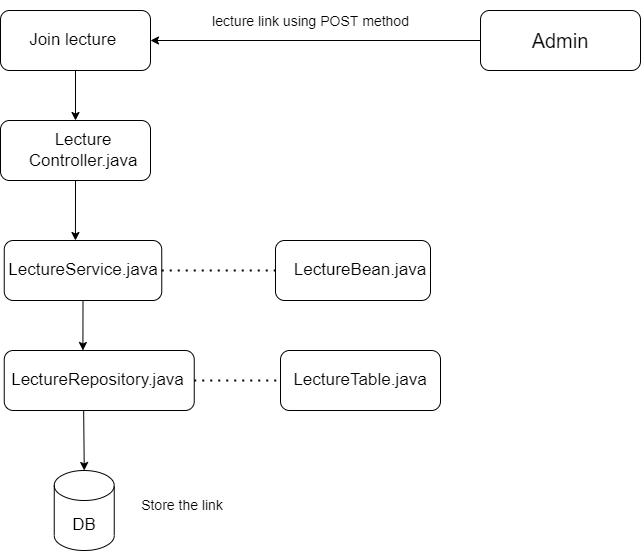 lecture link using POST method
Join lecture
Admin
Lecture
Controller.java
LectureService.java
LectureBean.java
LectureRepository.java
LectureTable.java
Store the link
DB